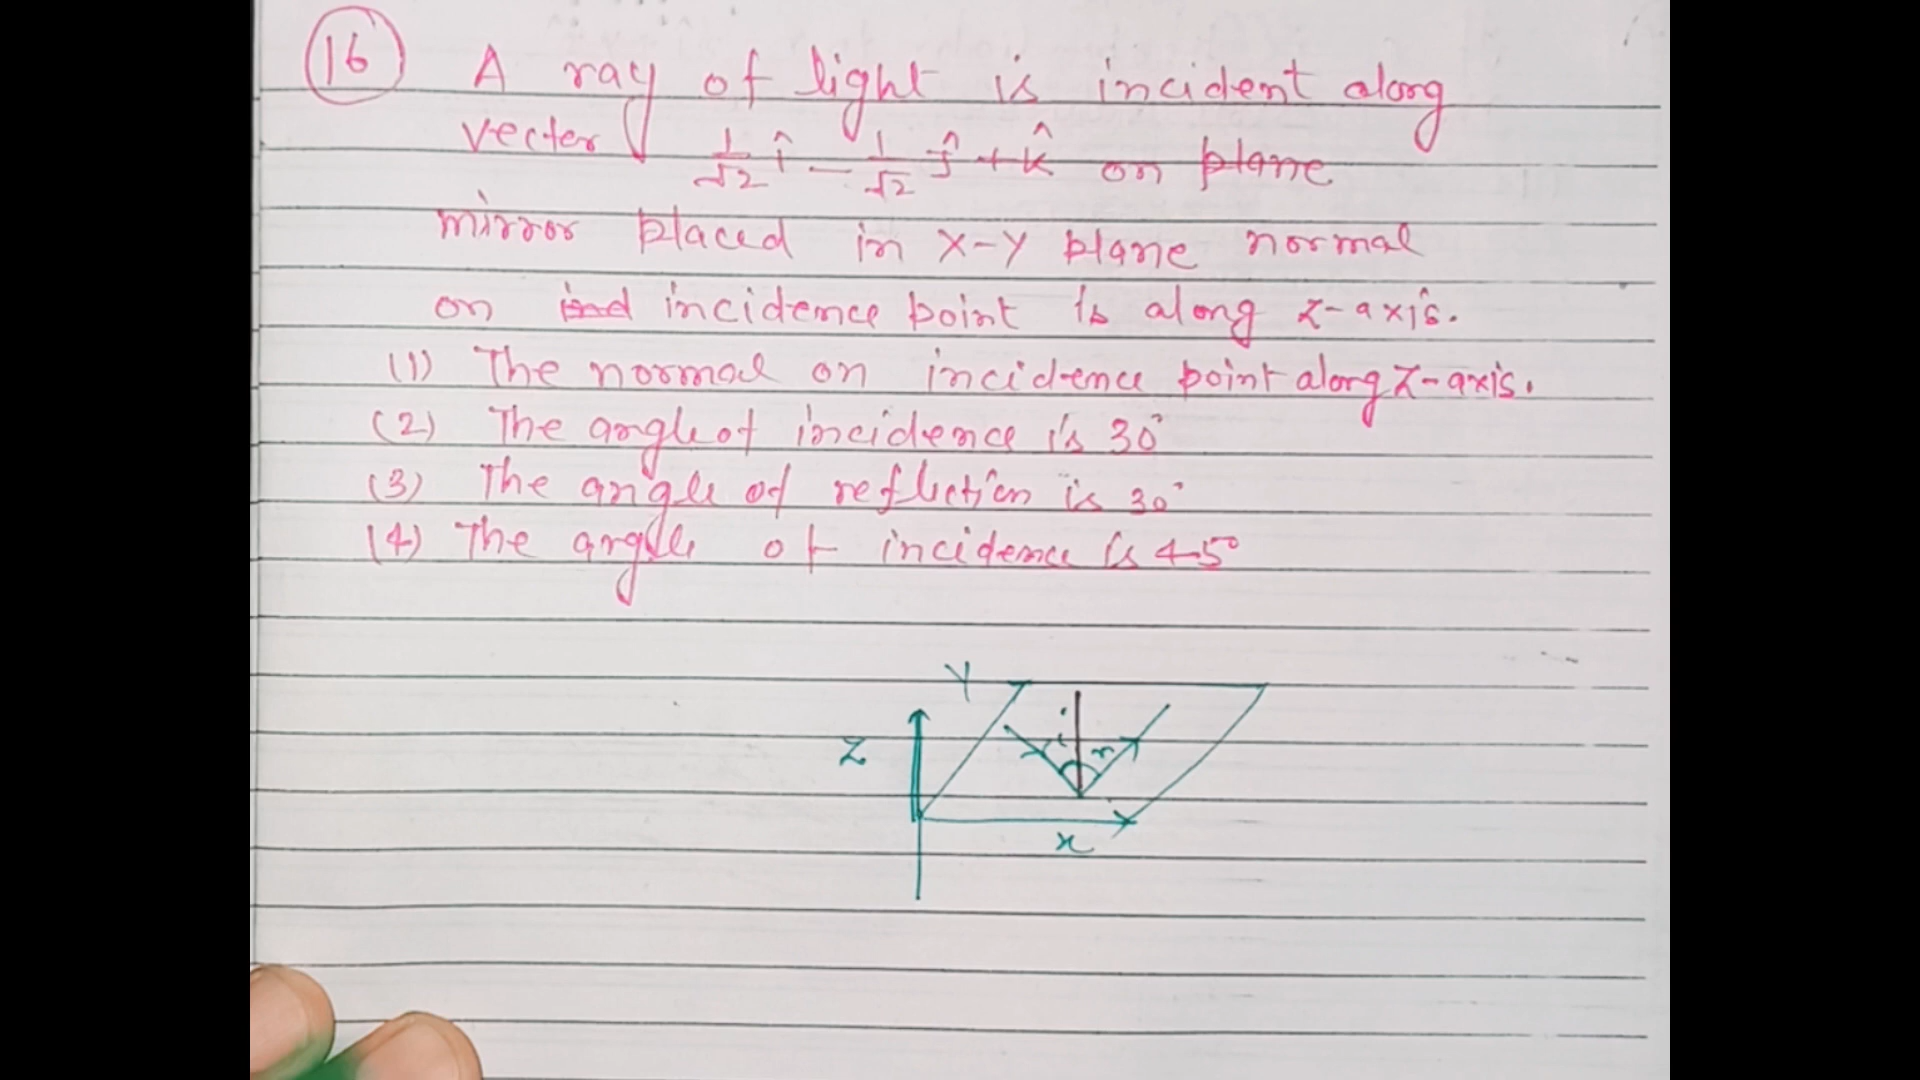 16 A ray of light is incident along
vecter 1/√2 î - 1/√2 ĵ + k̂ on plane
mirror placed in X-Y plane normal
on ind incidence point is along z-axis.
(1) The normal on incidence point along z-axis.
(2) The angle of incidence is 30°
(3) The angle of reflection is 30°
(4) The angle of incidence is 45°
Y
i
Z i r
x